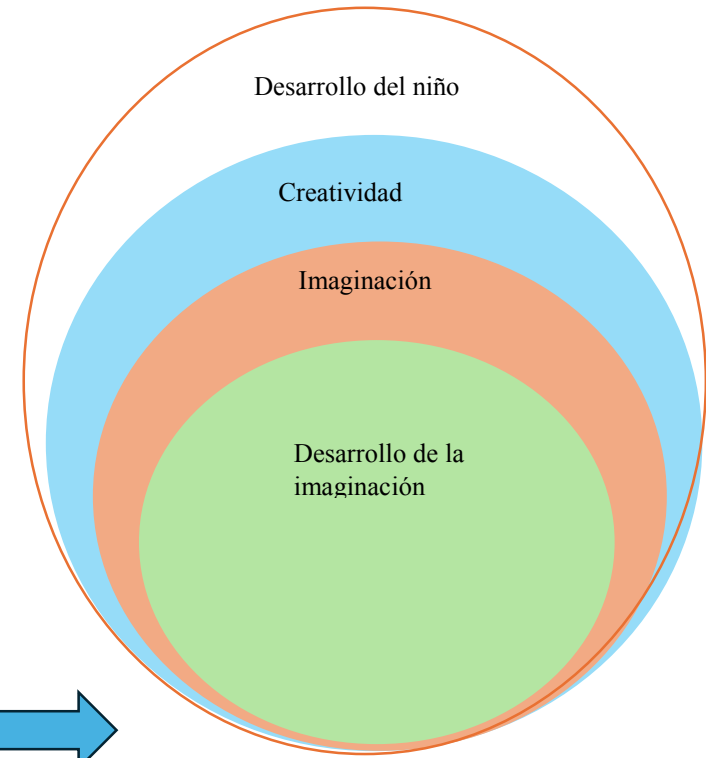 Desarrollo del niño
Creatividad
Imaginación
Desarrollo de la
imaginación